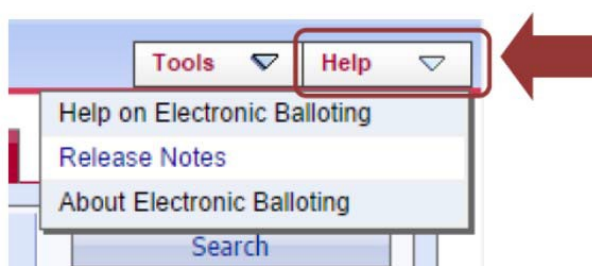 Tools Help
Help on Electronic Balloting
Release Notes
About Electronic Balloting
Search